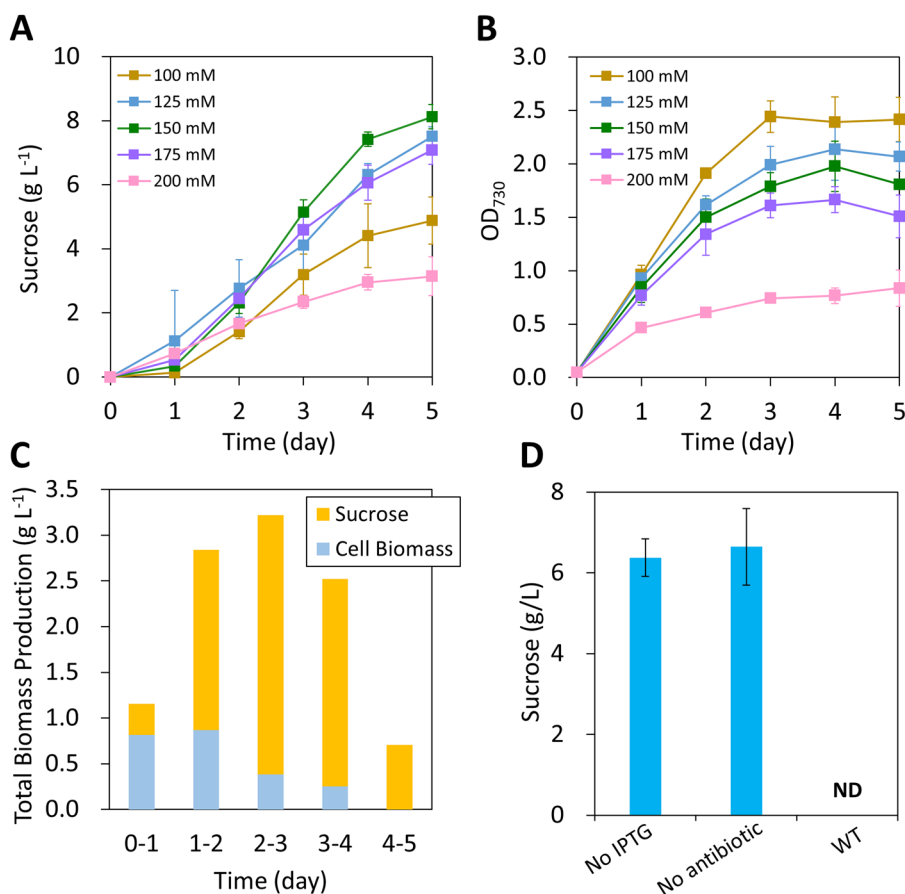 A
10
8
6
4
2
0
Sucrose (g L-1)
100 mM
125 mM
150 mM
175 mM
200 mM
0 1 2 3 4 5
Time (day)
B
3.0
2.5
2.0
1.5
1.0
0.5
0.0
OD730
100 mM
125 mM
150 mM
175 mM
200 mM
0 1 2 3 4 5
Time (day)
C
3.5
3.0
2.5
2.0
1.5
1.0
0.5
0.0
Total Biomass Production (g L-1)
Sucrose
Cell Biomass
0-1 1-2 2-3 3-4 4-5
Time (day)
D
8
6
4
2
0
Sucrose (g/L)
ND
No IPTG
No antibiotic
WT